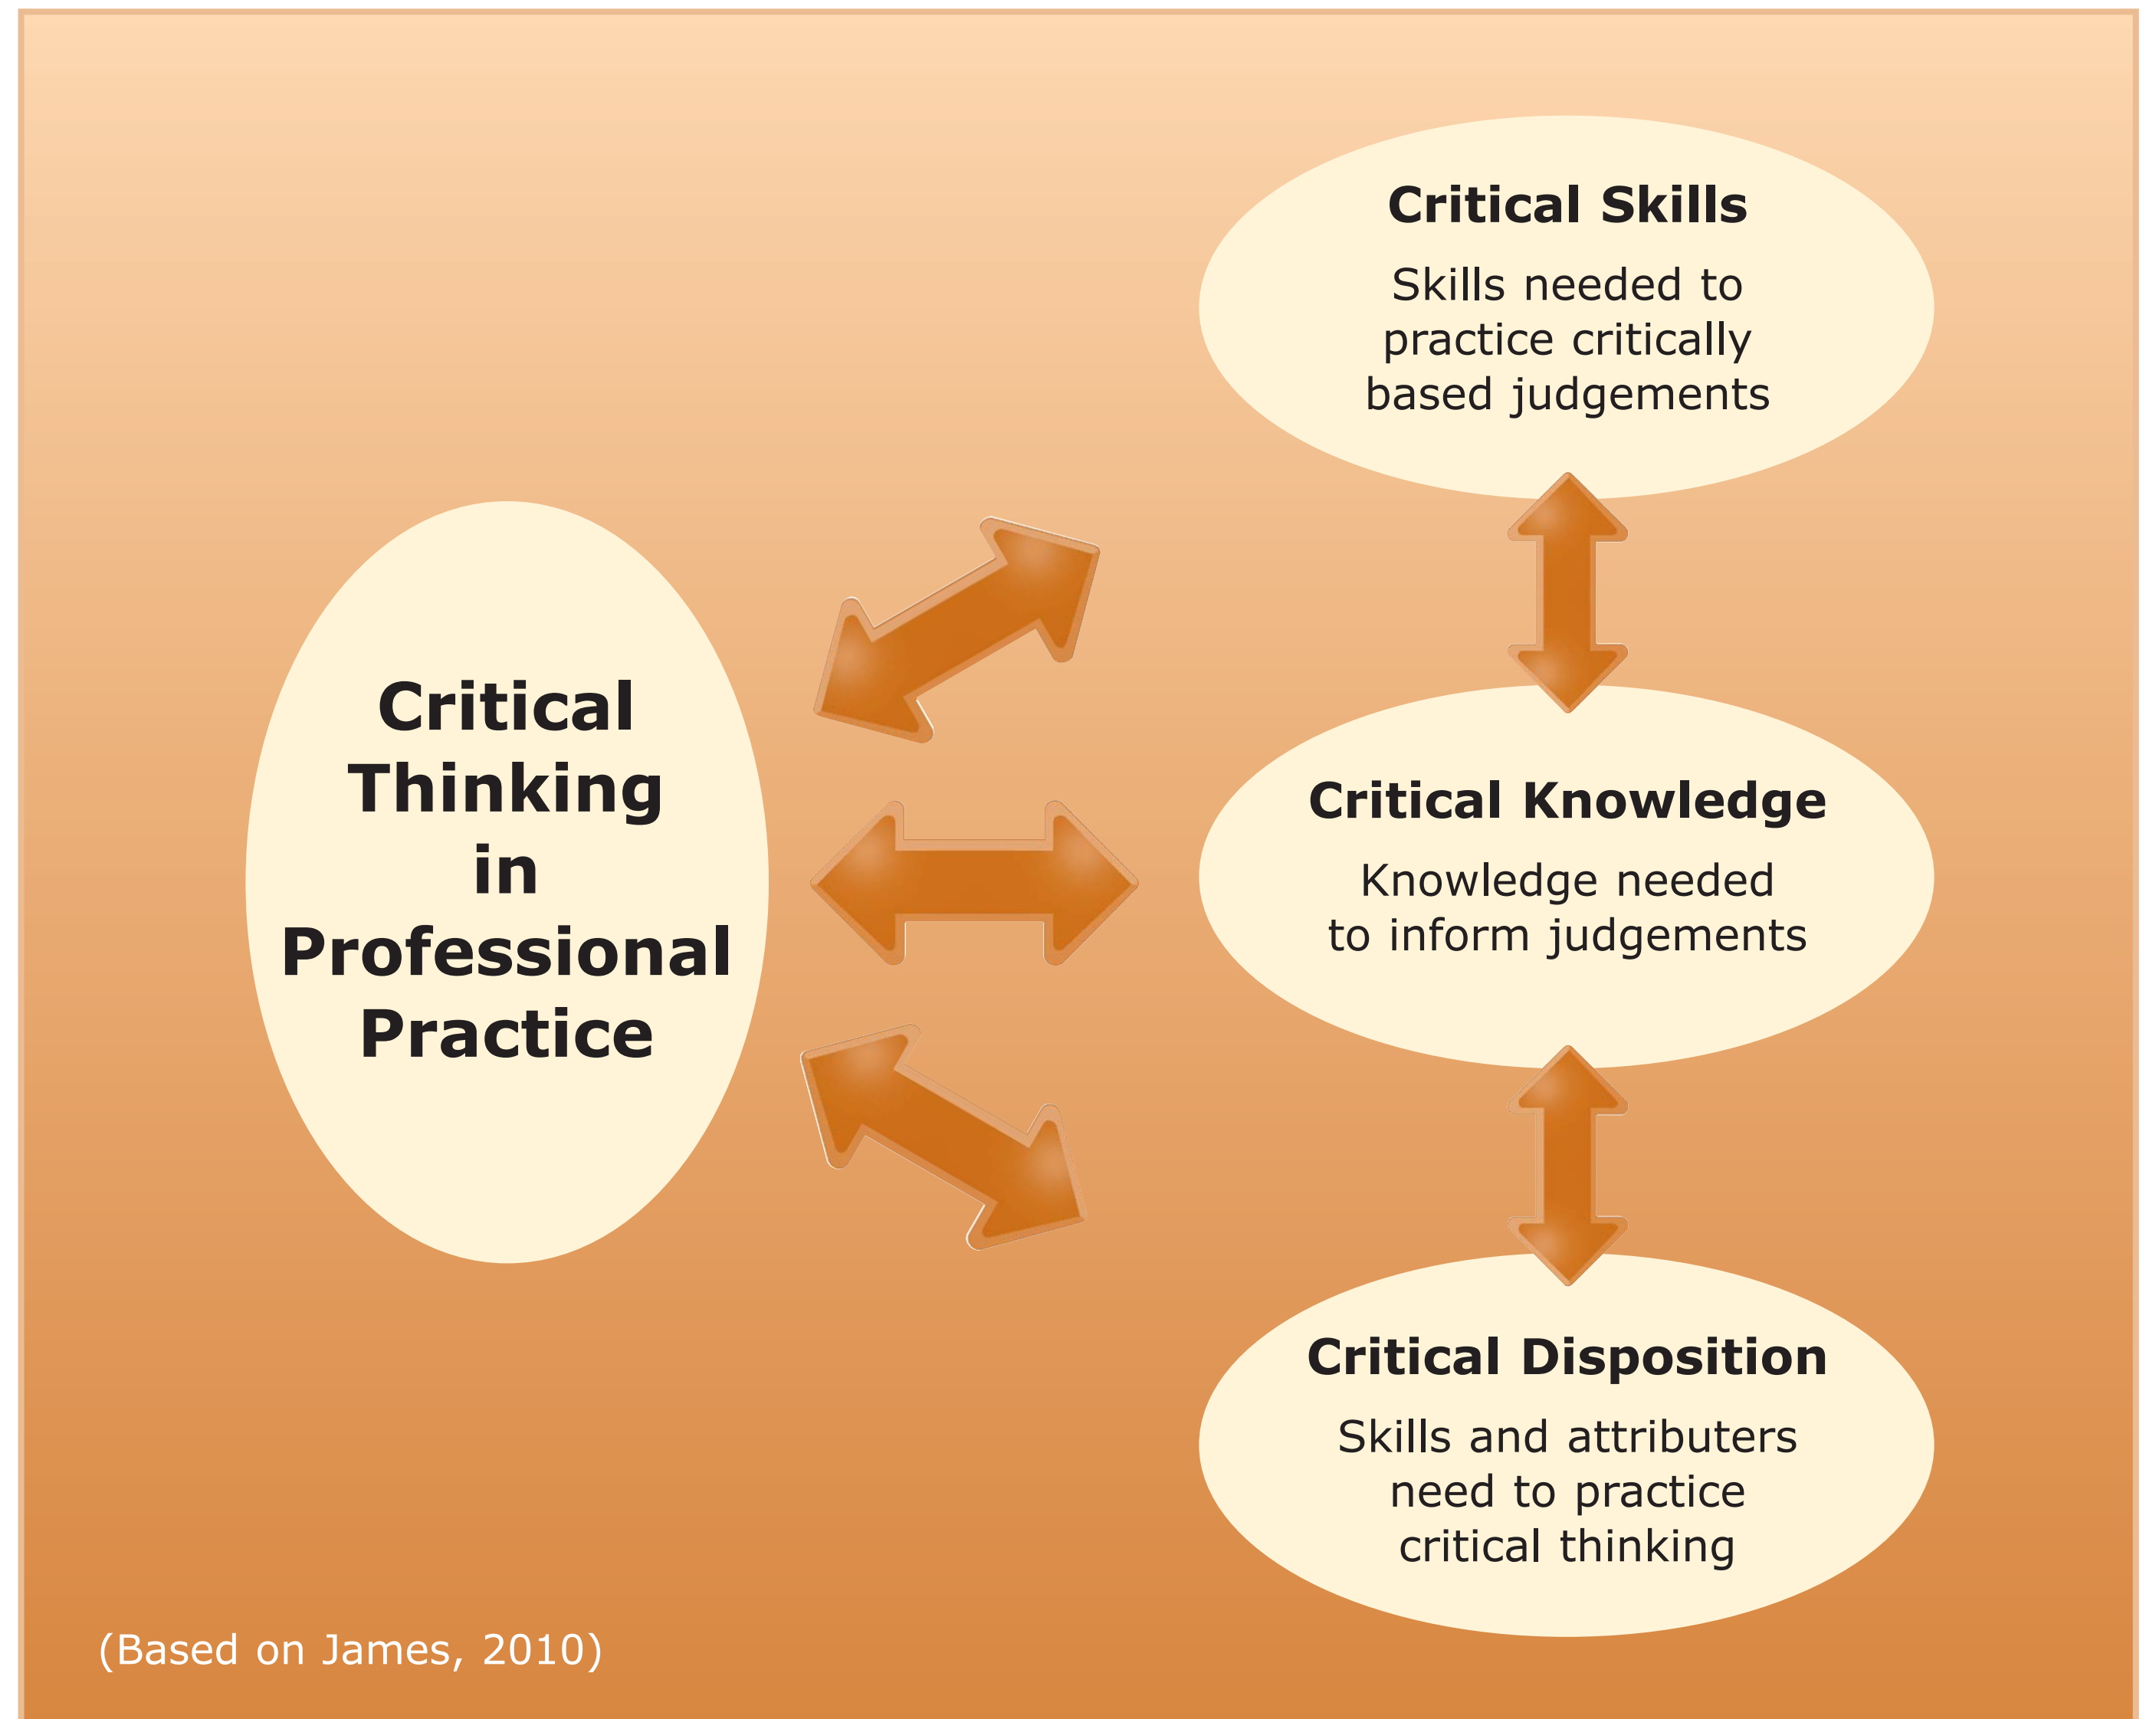 Critical
Thinking
in
Professional
Practice
Critical Skills
Skills needed to
practice critically
based judgements
Critical Knowledge
Knowledge needed
to inform judgements
Critical Disposition
Skills and attributers
need to practice
critical thinking
(Based on James, 2010)